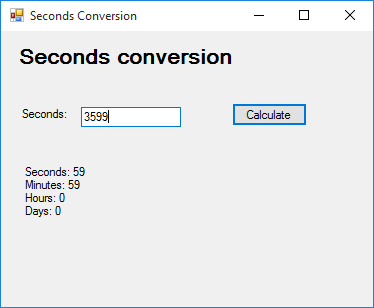 Seconds Conversion
Seconds conversion
Seconds: 3599 Calculate
Seconds: 59
Minutes: 59
Hours: 0
Days: 0